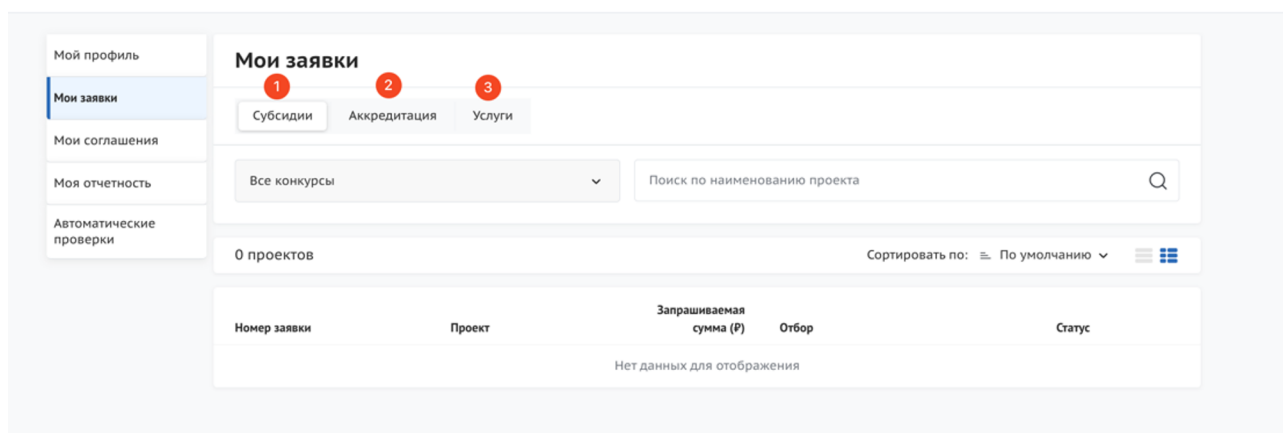 Мой профиль
Мои заявки
Мои соглашения
Моя отчетность
Автоматические
проверки
Мои заявки
1 2 3
Субсидии Аккредитация Услуги
Все конкурсы Поиск по наименованию проекта
0 проектов Сортировать по: По умолчанию
Номер заявки Проект Запрашиваемая
сумма (₽) Отбор Статус
Нет данных для отображения